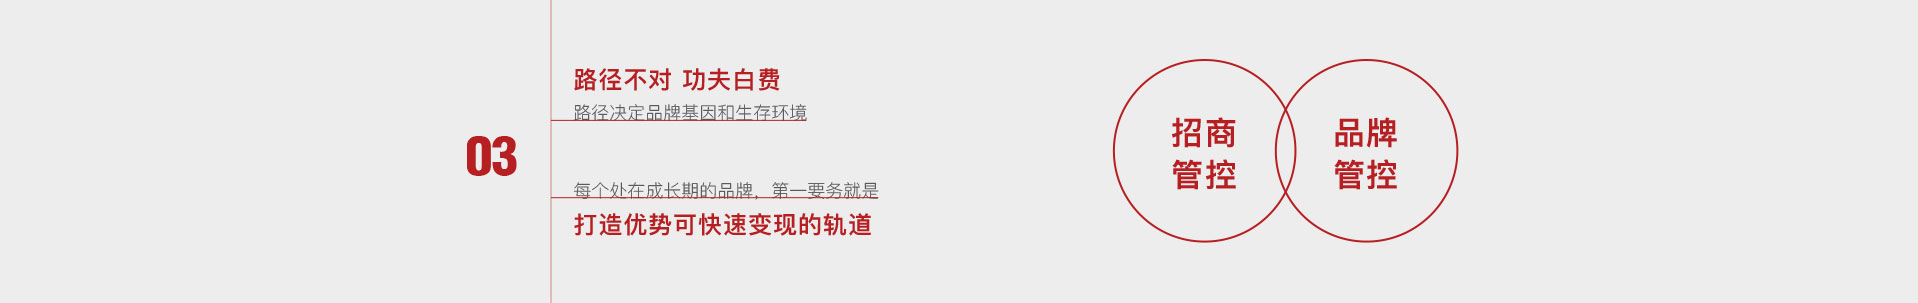 03
路径不对 功夫白费
路径决定品牌基因和生存环境
每个处在成长期的品牌，第一要务就是
打造优势可快速变现的轨道
招商
管控
品牌
管控